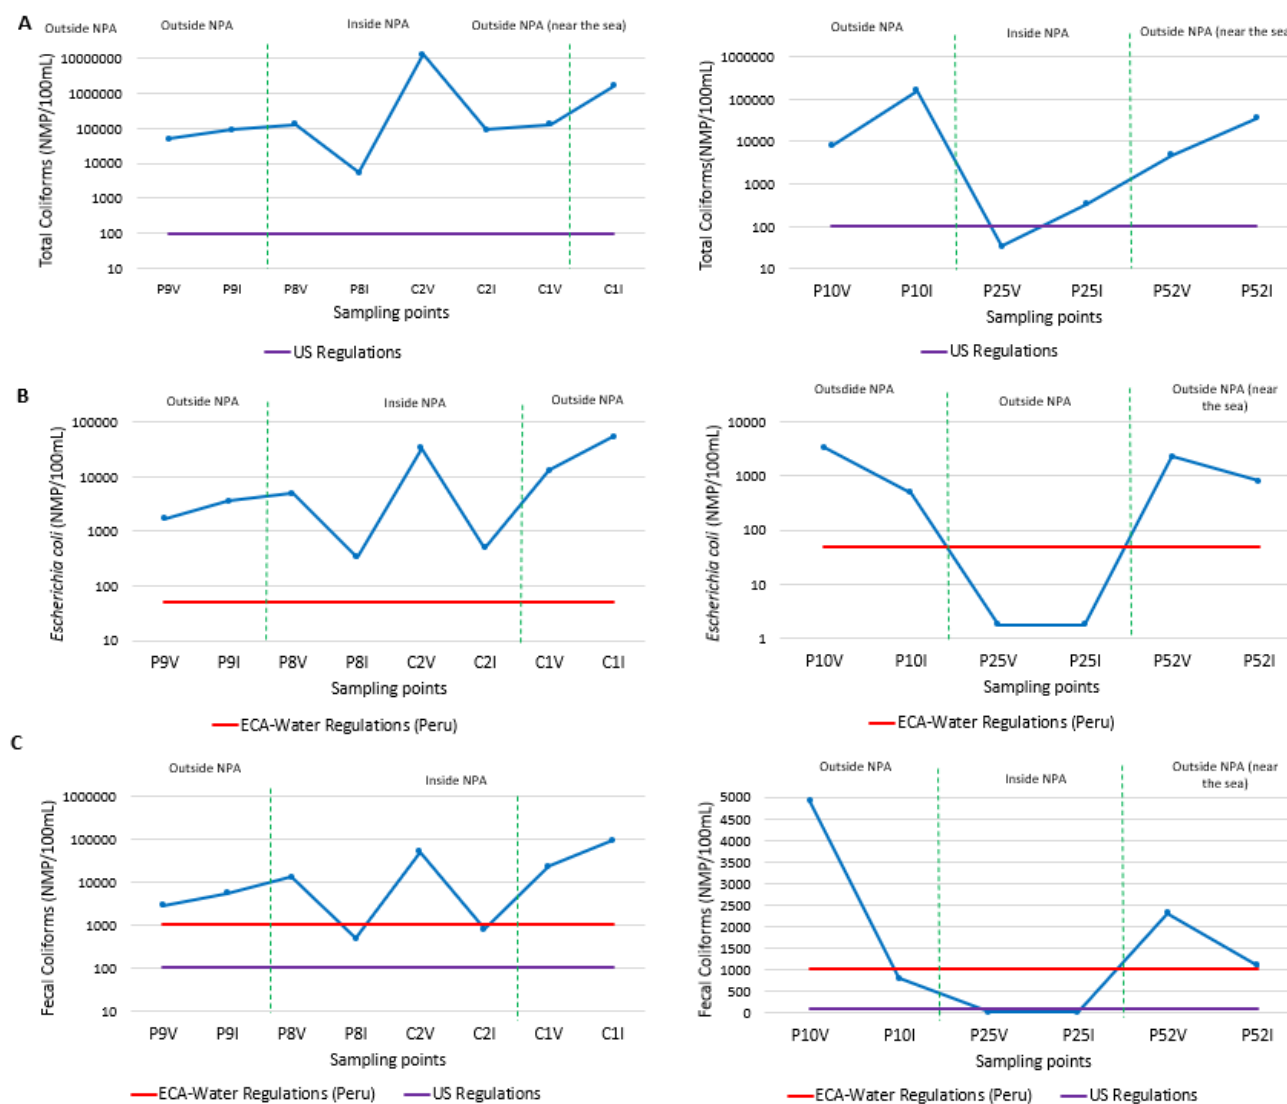 A
Outside NPA
Outside NPA
Inside NPA
Outside NPA (near the sea)
Total Coliforms (NMP/100mL)
10000000
1000000
100000
10000
1000
100
10
P9V P9I P8V P8I C2V C2I C1V C1I
Sampling points
US Regulations
Outside NPA
Inside NPA
Outside NPA (near the sea
Total Coliforms(NMP/100mL)
1000000
100000
10000
1000
100
10
P10V P10I P25V P25I P52V P52I
Sampling points
US Regulations
B
Outside NPA
Inside NPA
Outside NPA
Escherichia coli (NMP/100mL)
100000
10000
1000
100
10
P9V P9I P8V P8I C2V C2I C1V C1I
Sampling points
ECA-Water Regulations (Peru)
Outsdide NPA
Outside NPA
Outside NPA (near
the sea)
Escherichia coli (NMP/100mL)
10000
1000
100
10
1
P10V P10I P25V P25I P52V P52I
Sampling points
ECA-Water Regulations (Peru)
C
Outside NPA
Inside NPA
Fecal Coliforms (NMP/100mL)
1000000
100000
10000
1000
100
10
P9V P9I P8V P8I C2V C2I C1V C1I
Sampling points
ECA-Water Regulations (Peru) US Regulations
Outside NPA
Inside NPA
Outside NPA (near
the sea)
Fecal Coliforms (NMP/100mL)
5000
4500
4000
3500
3000
2500
2000
1500
1000
500
0
P10V P10I P25V P25I P52V P52I
Sampling points
ECA-Water Regulations (Peru) US Regulations